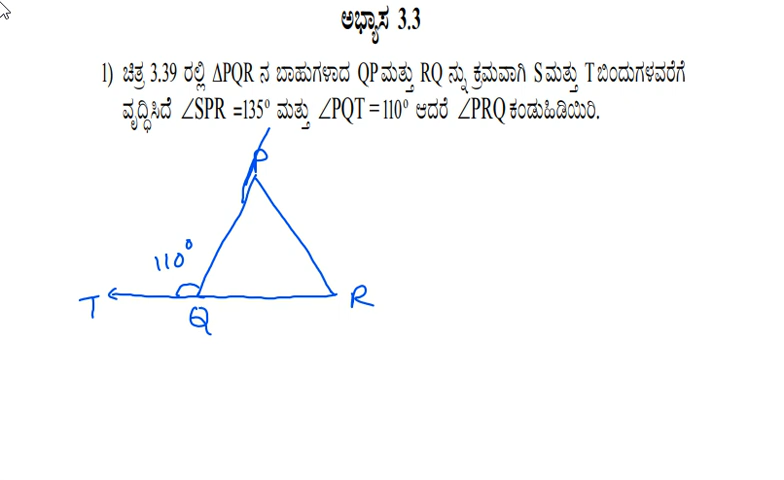 ಅಭ್ಯಾಸ 3.3
1) ಚಿತ್ರ 3.39 ರಲ್ಲಿ ΔPQR ನ ಬಾಹುಗಳಾದ QP ಮತ್ತು RQ ನ್ನು ಕ್ರಮವಾಗಿ S ಮತ್ತು T ಬಿಂದುಗಳವರೆಗೆ
ವೃದ್ಧಿಸಿದೆ ∠SPR =135° ಮತ್ತು ∠PQT =110° ಆದರೆ ∠PRQ ಕಂಡುಹಿಡಿಯಿರಿ.
P
110°
T
Q
R